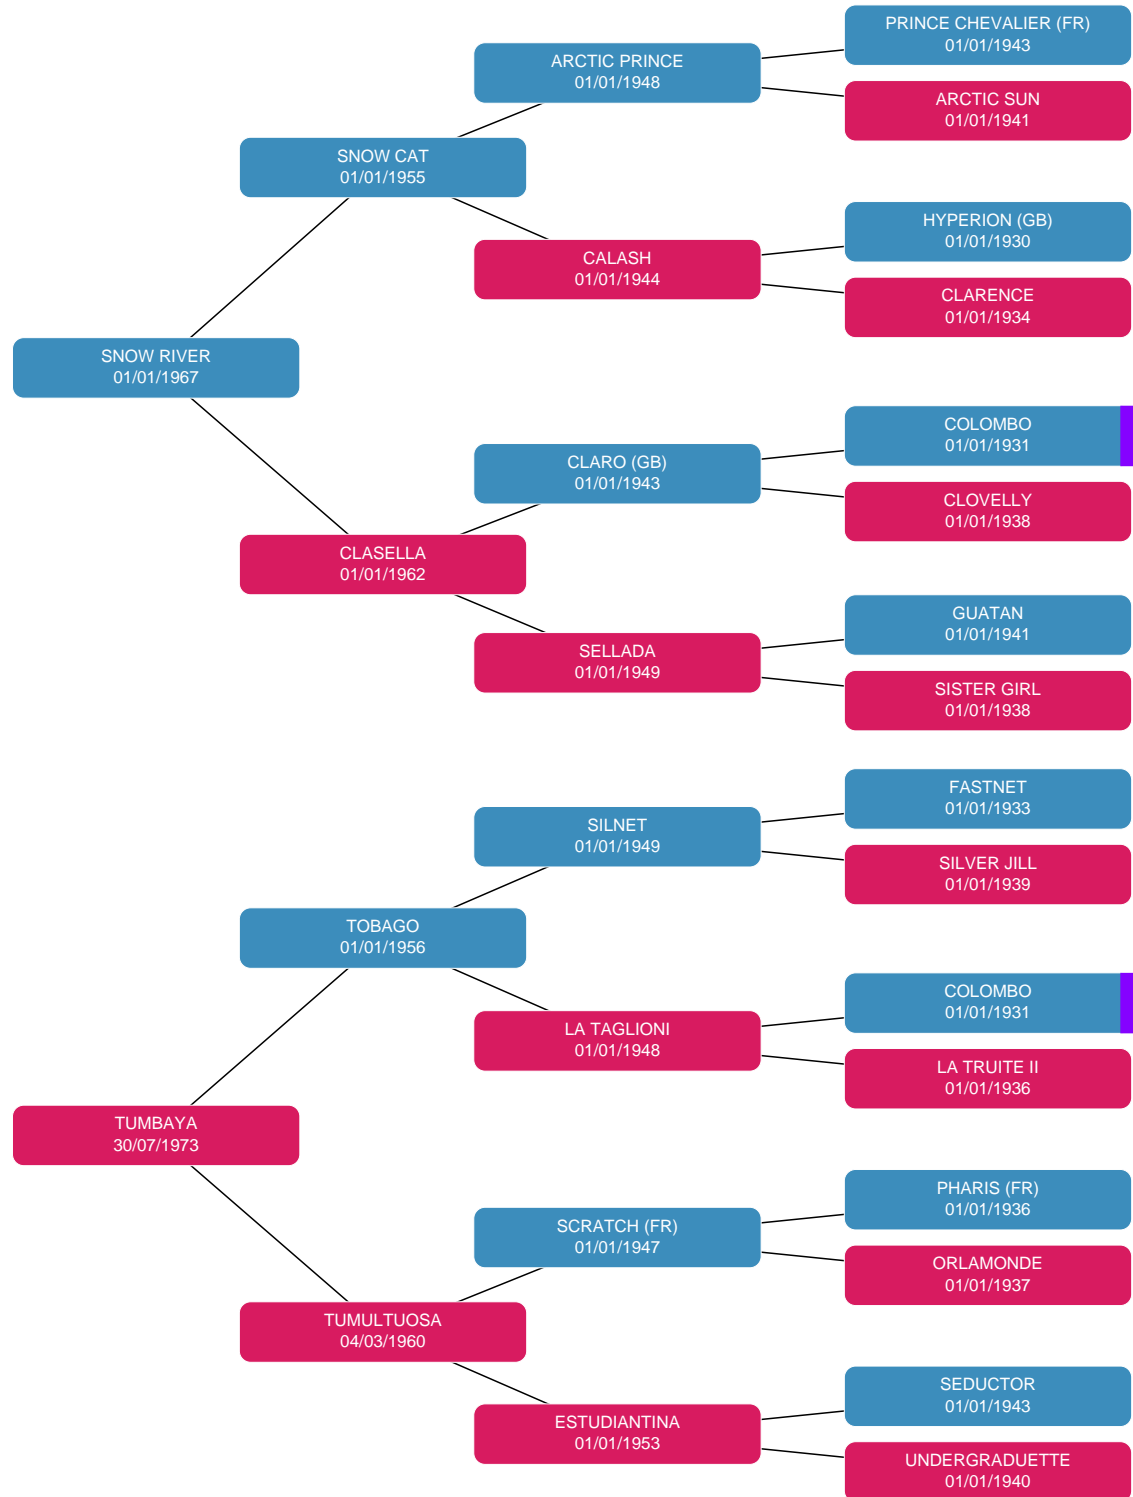 PRINCE CHEVALIER (FR)
01/01/1943
ARCTIC PRINCE
01/01/1948
ARCTIC SUN
01/01/1941
SNOW CAT
01/01/1955
HYPERION (GB)
01/01/1930
CALASH
01/01/1944
CLARENCE
01/01/1934
SNOW RIVER
01/01/1967
COLOMBO
01/01/1931
CLARO (GB)
01/01/1943
CLOVELLY
01/01/1938
CLASELLA
01/01/1962
GUATAN
01/01/1941
SELLADA
01/01/1949
SISTER GIRL
01/01/1938
FASTNET
01/01/1933
SILNET
01/01/1949
SILVER JILL
01/01/1939
TOBAGO
01/01/1956
COLOMBO
01/01/1931
LA TAGLIONI
01/01/1948
LA TRUITE II
01/01/1936
TUMBAYA
30/07/1973
PHARIS (FR)
01/01/1936
SCRATCH (FR)
01/01/1947
ORLAMONDE
01/01/1937
TUMULTUOSA
04/03/1960
SEDUCTOR
01/01/1943
ESTUDIANTINA
01/01/1953
UNDERGRADUETTE
01/01/1940